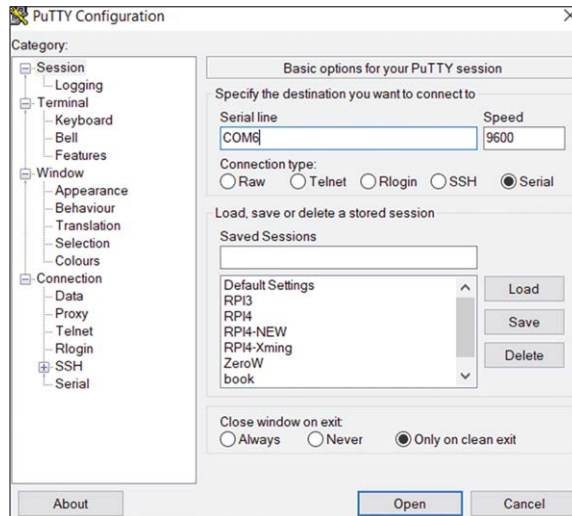 PuTTY Configuration
Category:
Session
Logging
Terminal
Keyboard
Bell
Features
Window
Appearance
Behaviour
Translation
Selection
Colours
Connection
Data
Proxy
Telnet
Rlogin
SSH
Serial
Basic options for your PuTTY session
Specify the destination you want to connect to
Serial line Speed
COM6 9600
Connection type:
Raw Telnet Rlogin SSH Serial
Load, save or delete a stored session
Saved Sessions
Default Settings
RPI3
RPI4
RPI4-NEW
RPI4-Xming
ZeroW
book
Load
Save
Delete
Close window on exit:
Always Never Only on clean exit
About Open Cancel